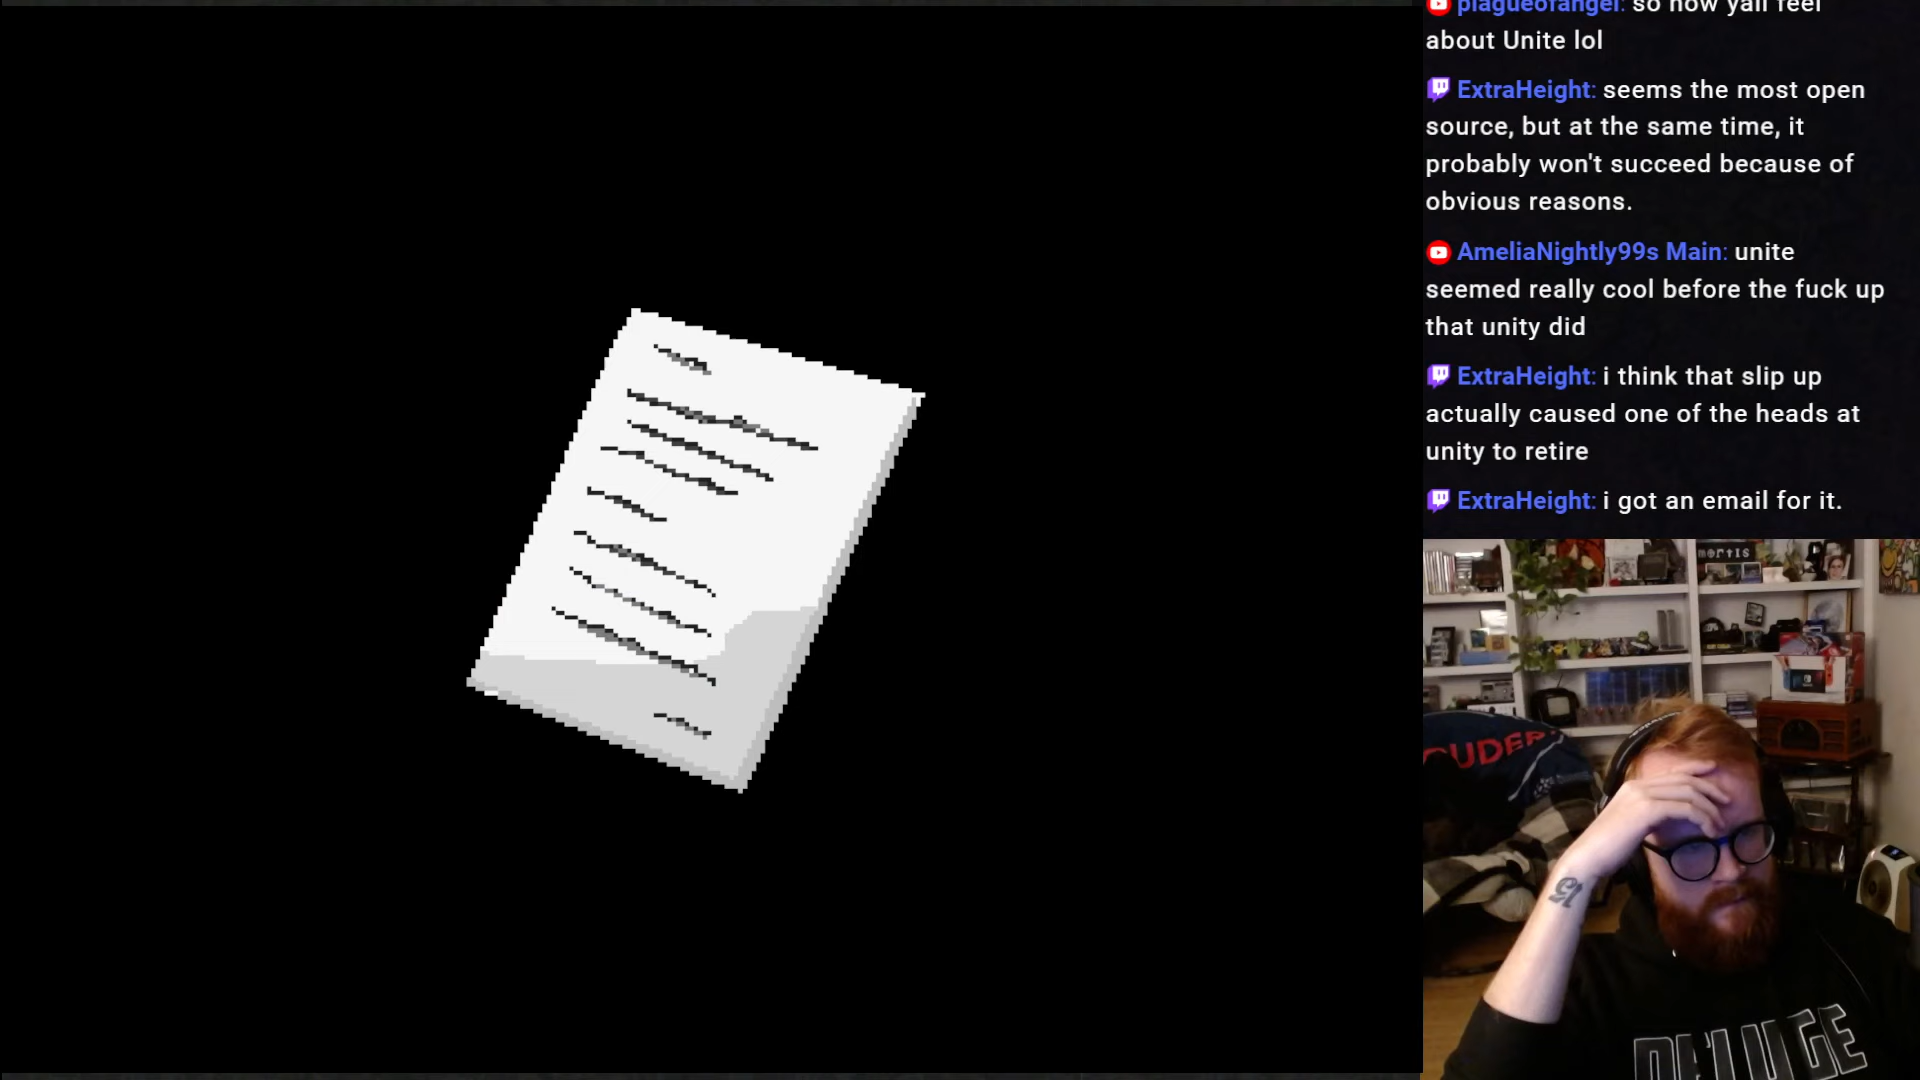 plagueofangel: so how yall feel
about Unite lol
ExtraHeight: seems the most open
source, but at the same time, it
probably won't succeed because of
obvious reasons.
AmeliaNightly99s Main: unite
seemed really cool before the fuck up
that unity did
ExtraHeight: i think that slip up
actually caused one of the heads at
unity to retire
ExtraHeight: i got an email for it.
mortis
15
DELUGE